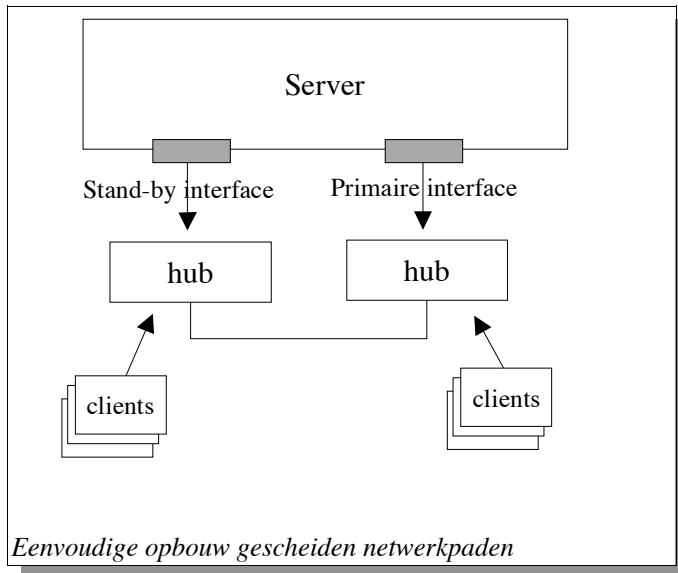 Server
Stand-by interface
Primaire interface
hub
hub
clients
clients
Eenvoudige opbouw gescheiden netwerkpaden